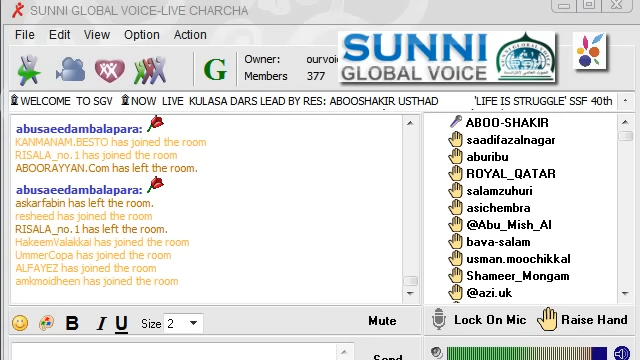 SUNNI GLOBAL VOICE-LIVE CHARCHA
File Edit View Option Action
G Owner: ourvoi
Members 377
SUNNI
GLOBAL VOICE
WELCOME TO SGV NOW LIVE KULASA DARS LEAD BY RES: ABOOSHAKIR USTHAD 'LIFE IS STRUGGLE' SSF 40th
abusaeedambalapara:
KANMANAM.BESTO has joined the room
RISALA_no.1 has joined the room
ABOORAYYAN.Com has left the room.
abusaeedambalapara:
askarfabin has left the room.
resheed has joined the room
RISALA_no.1 has left the room.
HakeemValakkai has joined the room
UmmerCopa has joined the room
ALFAYEZ has joined the room
amkmoidheen has joined the room
ABOO-SHAKIR
saadifazalnagar
aburibu
ROYAL_QATAR
salamzuhuri
asichembra
@Abu_Mish_Al
bava-salam
usman.moochikkal
Shameer_Mongam
@azi.uk
B I U Size 2 Mute
Lock On Mic Raise Hand
Send